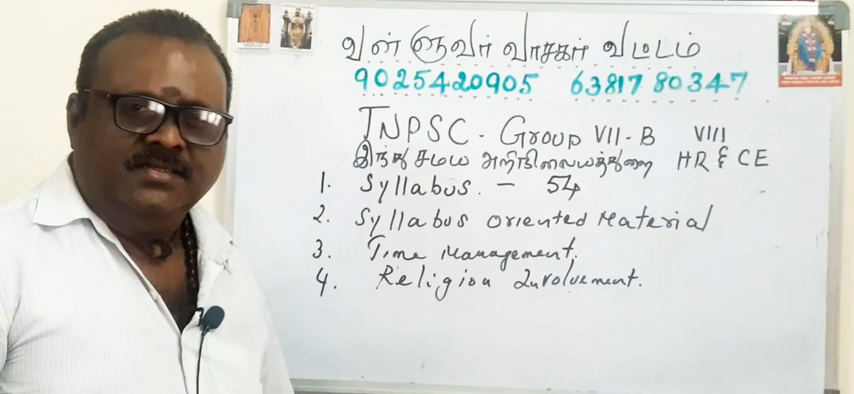 வள்ளுவர் வாசகர் வட்டம்
9025420905 6381780347
TNPSC - Group VII - B VIII
இந்து சமய அறநிலையத்துறை HR & CE
1. Syllabus. - 54
2. Syllabus oriented Material
3. Time Management.
4. Religion Involvement.